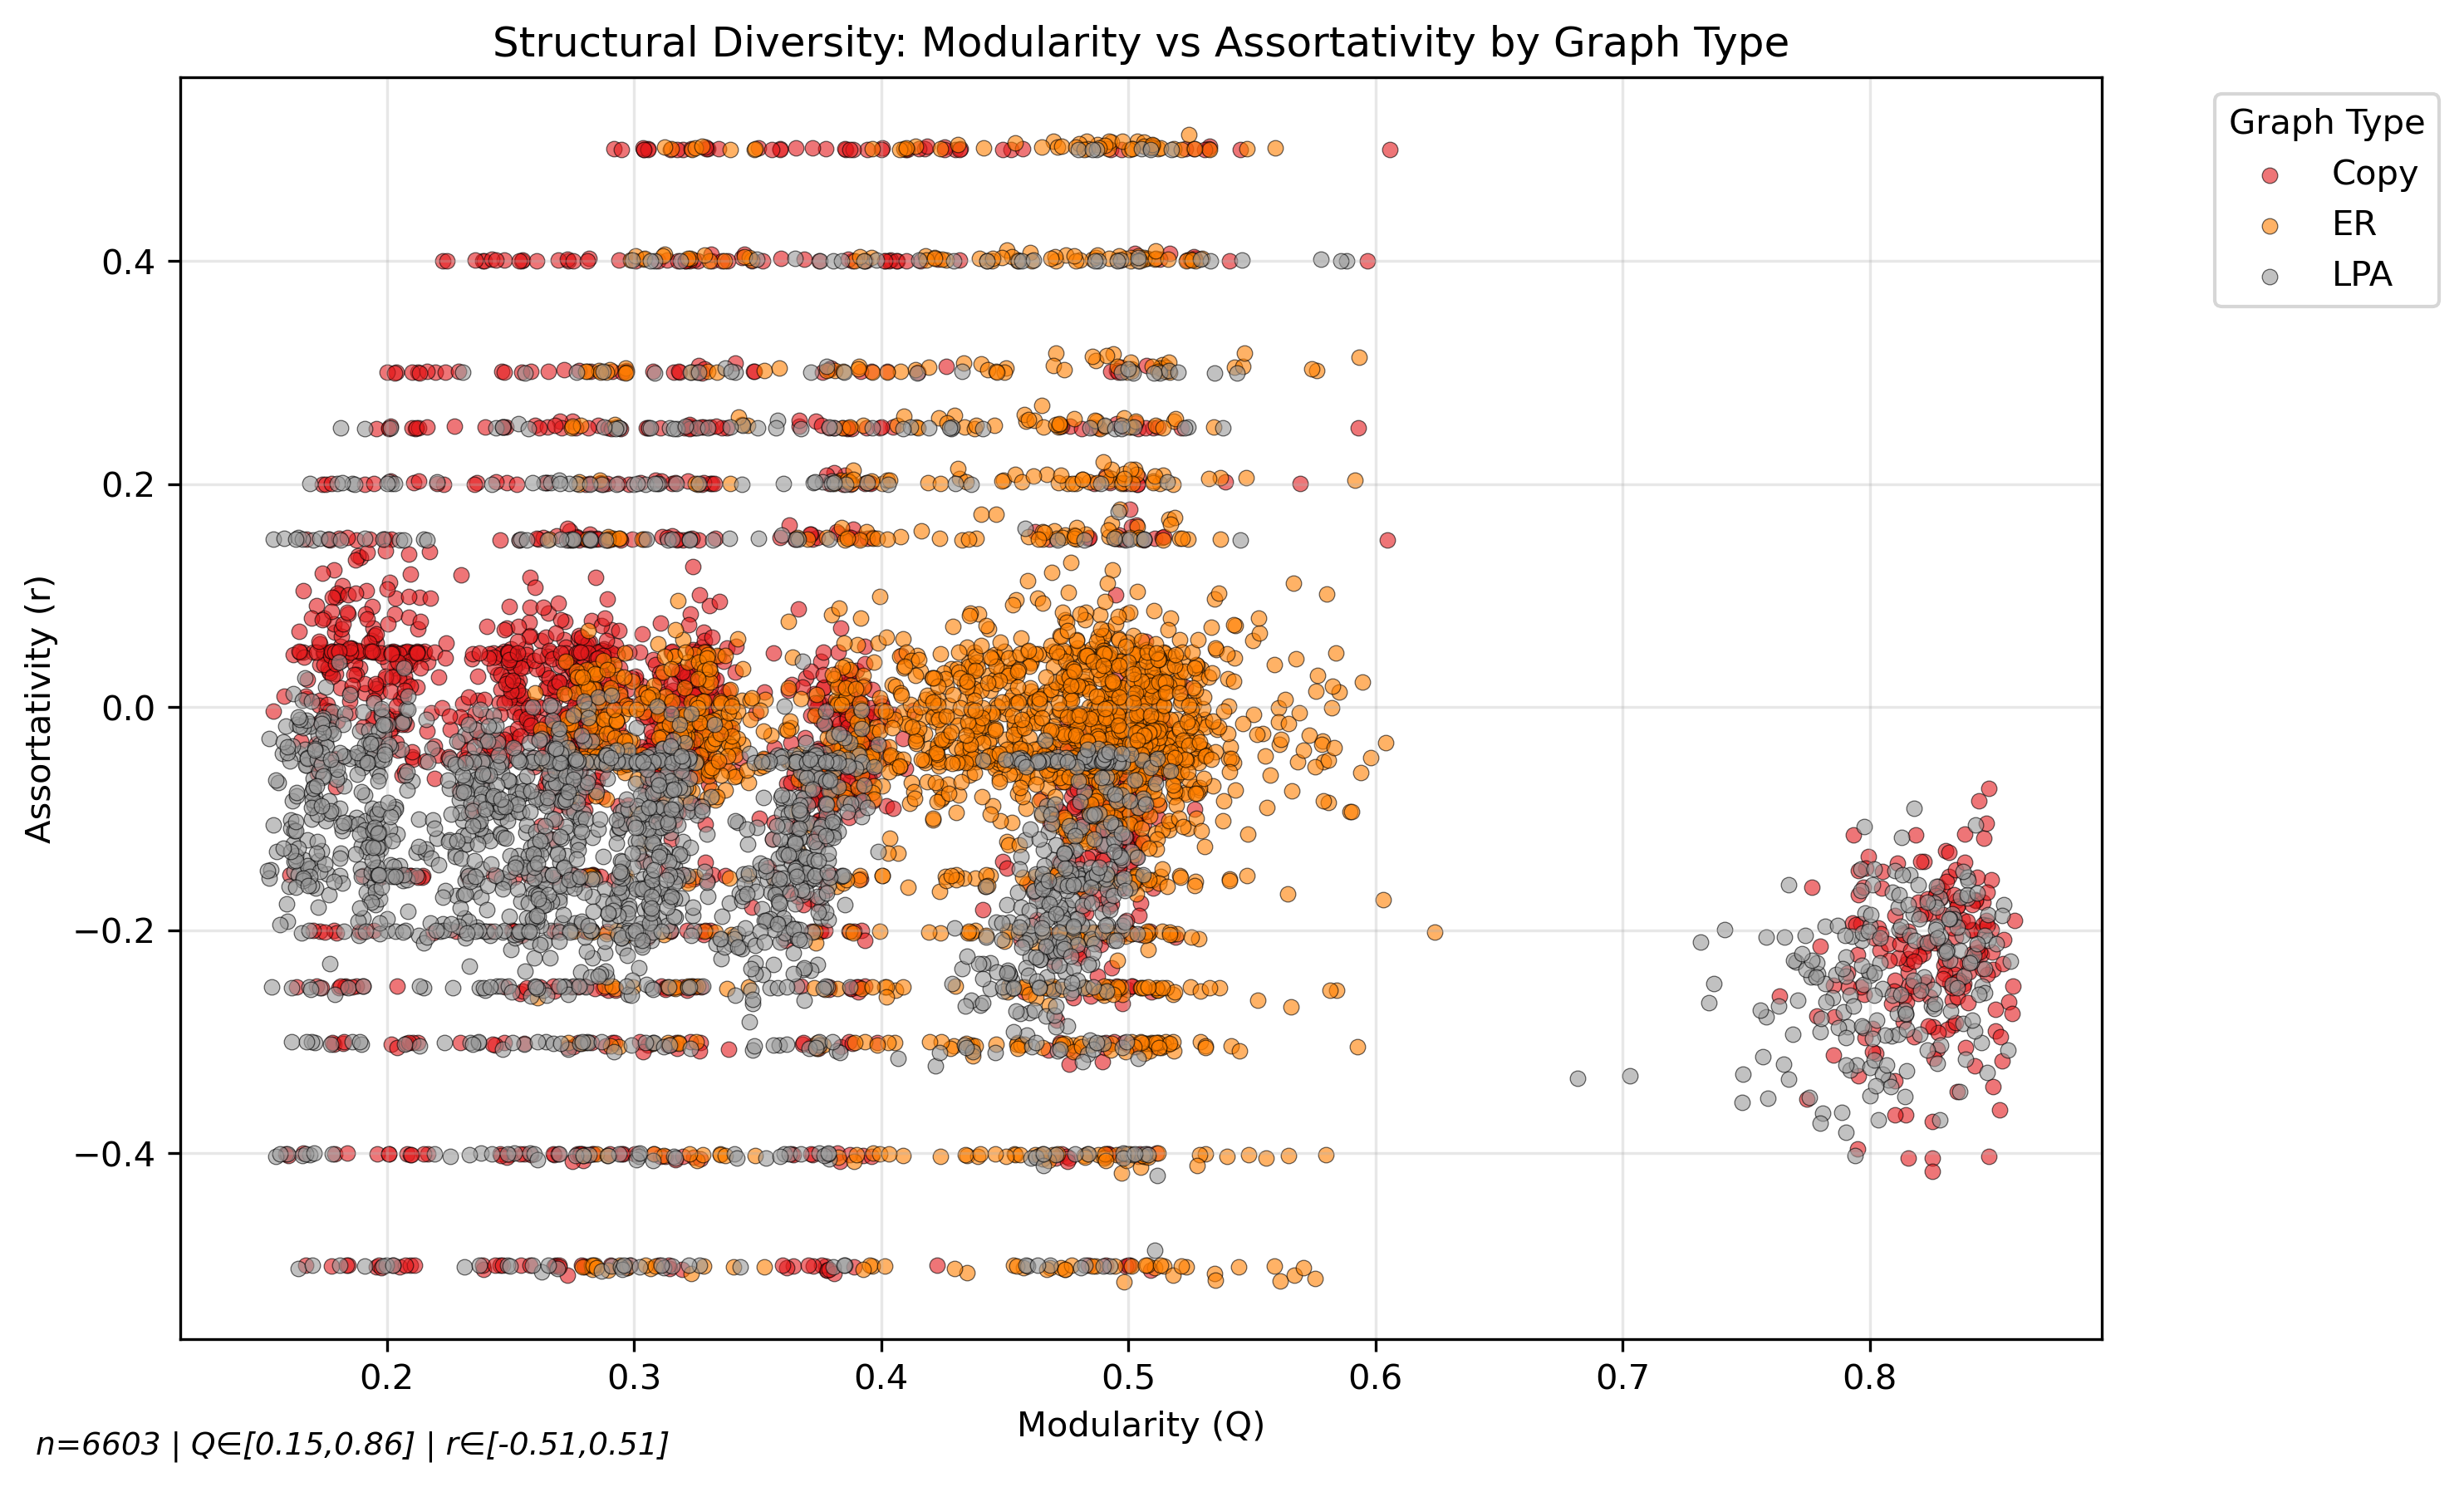 Structural Diversity: Modularity vs Assortativity by Graph Type
Graph Type
Copy
ER
LPA
Assortativity (r)
0.4
0.2
0.0
−0.2
−0.4
0.2 0.3 0.4 0.5 0.6 0.7 0.8
Modularity (Q)
n=6603 | Q∈[0.15,0.86] | r∈[-0.51,0.51]